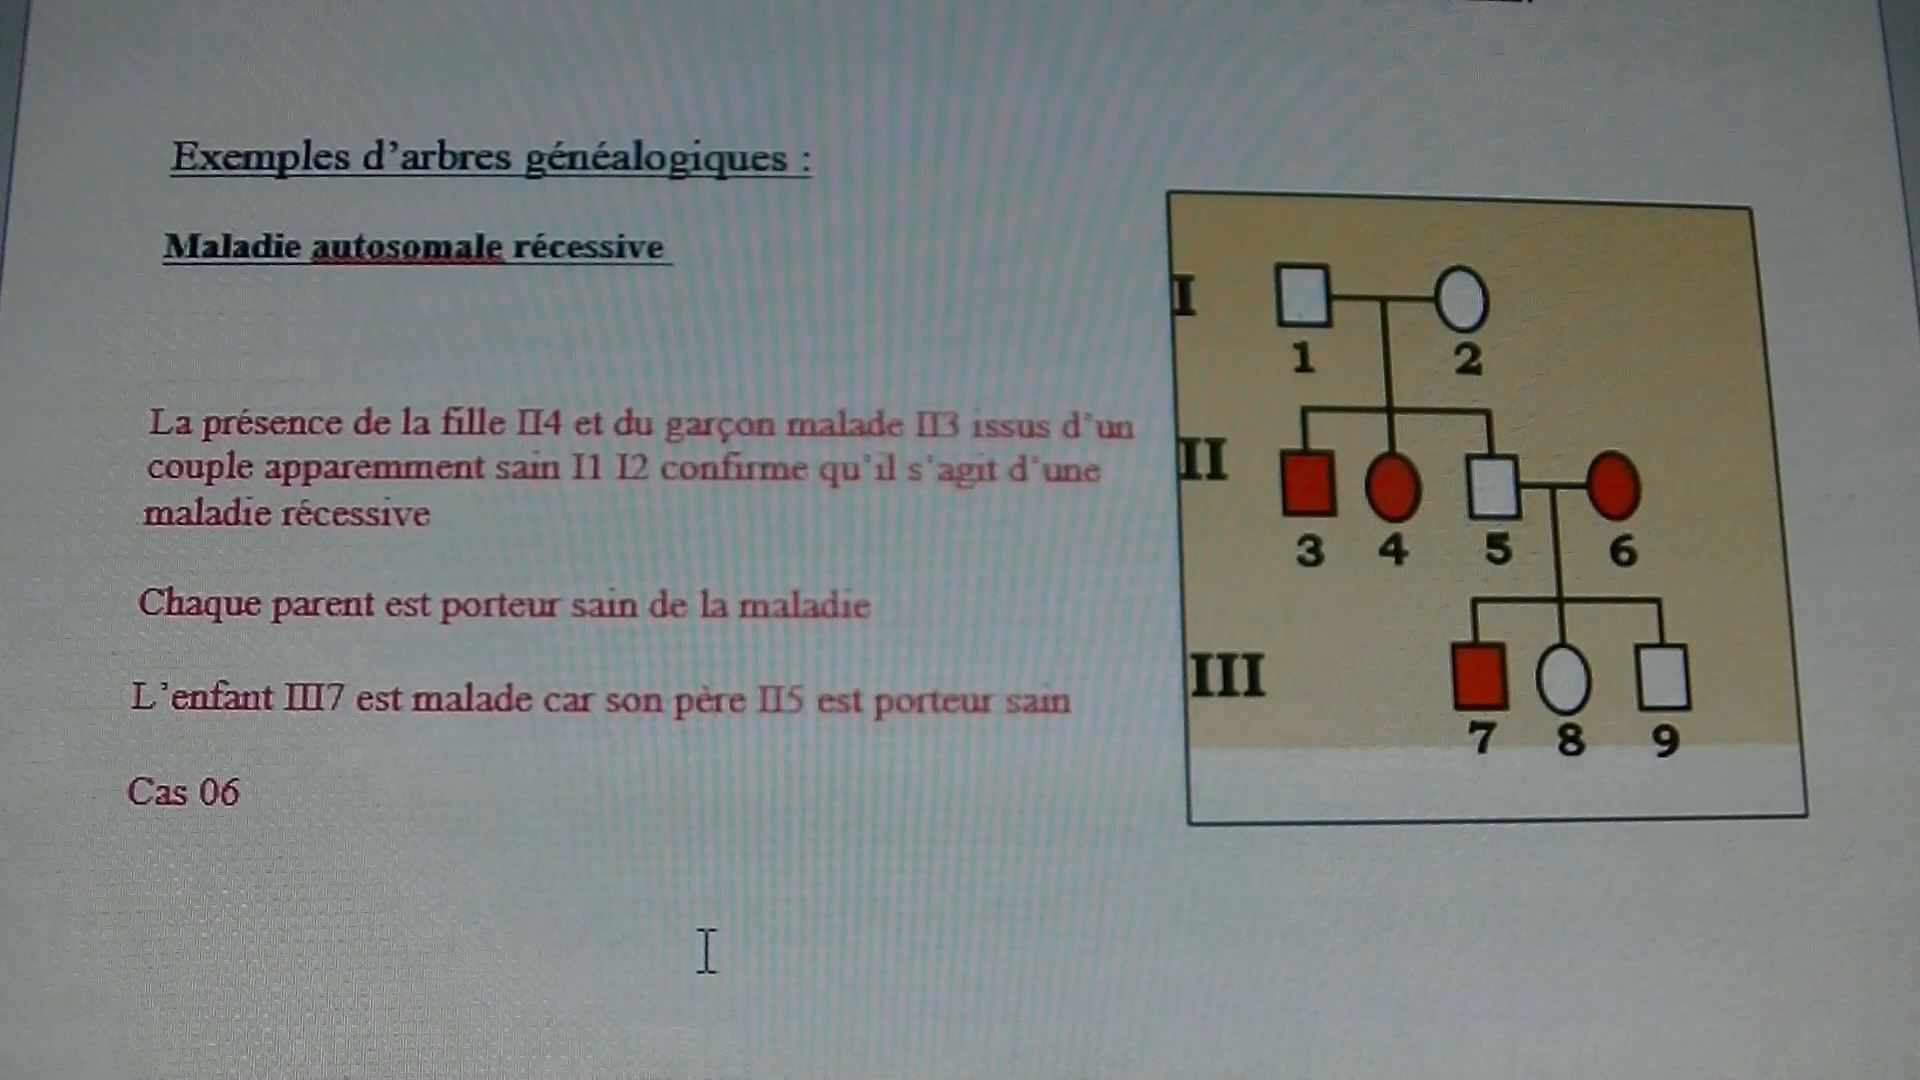 Exemples d'arbres généalogiques :
Maladie autosomale récessive
La présence de la fille II4 et du garçon malade II3 issus d'un
couple apparemment sain I1 I2 confirme qu'il s'agit d'une
maladie récessive
Chaque parent est porteur sain de la maladie
L'enfant III7 est malade car son père II5 est porteur sain
Cas 06
I
1 2
II
3 4 5 6
III
7 8 9